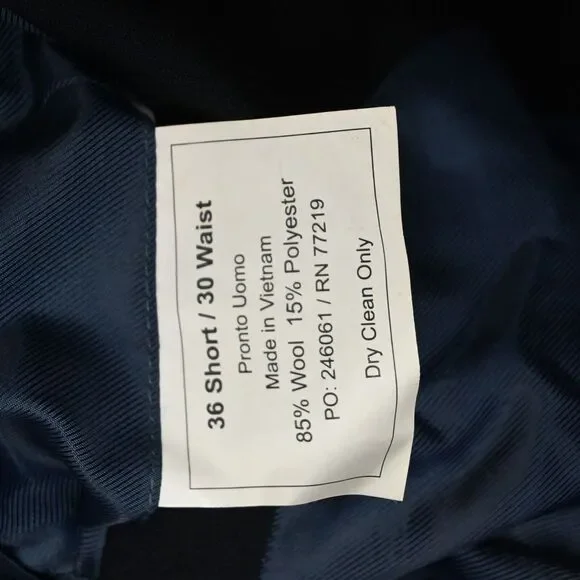 36 Short / 30 Waist
Pronto Uomo
Made in Vietnam
85% Wool 15% Polyester
PO: 246061 / RN 77219
Dry Clean Only